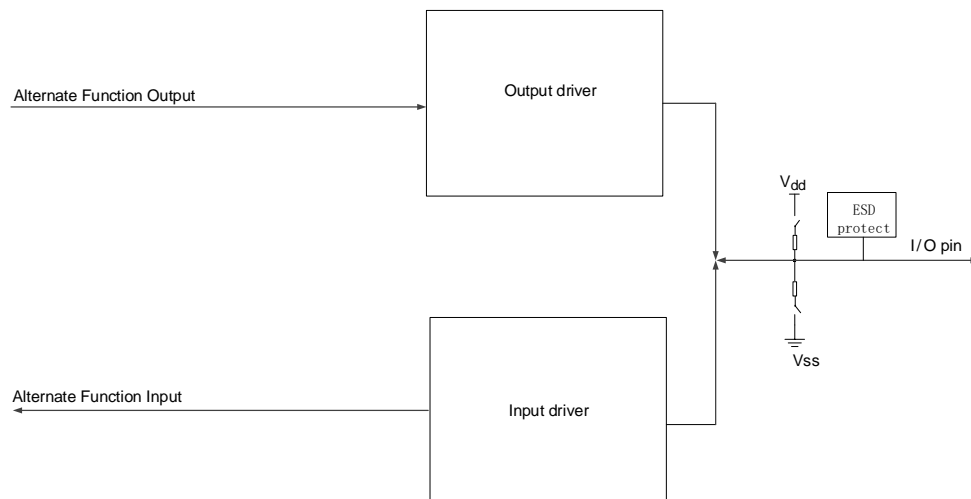 Alternate Function Output
Output driver
Vdd
ESD
protect
I/O pin
Vss
Alternate Function Input
Input driver